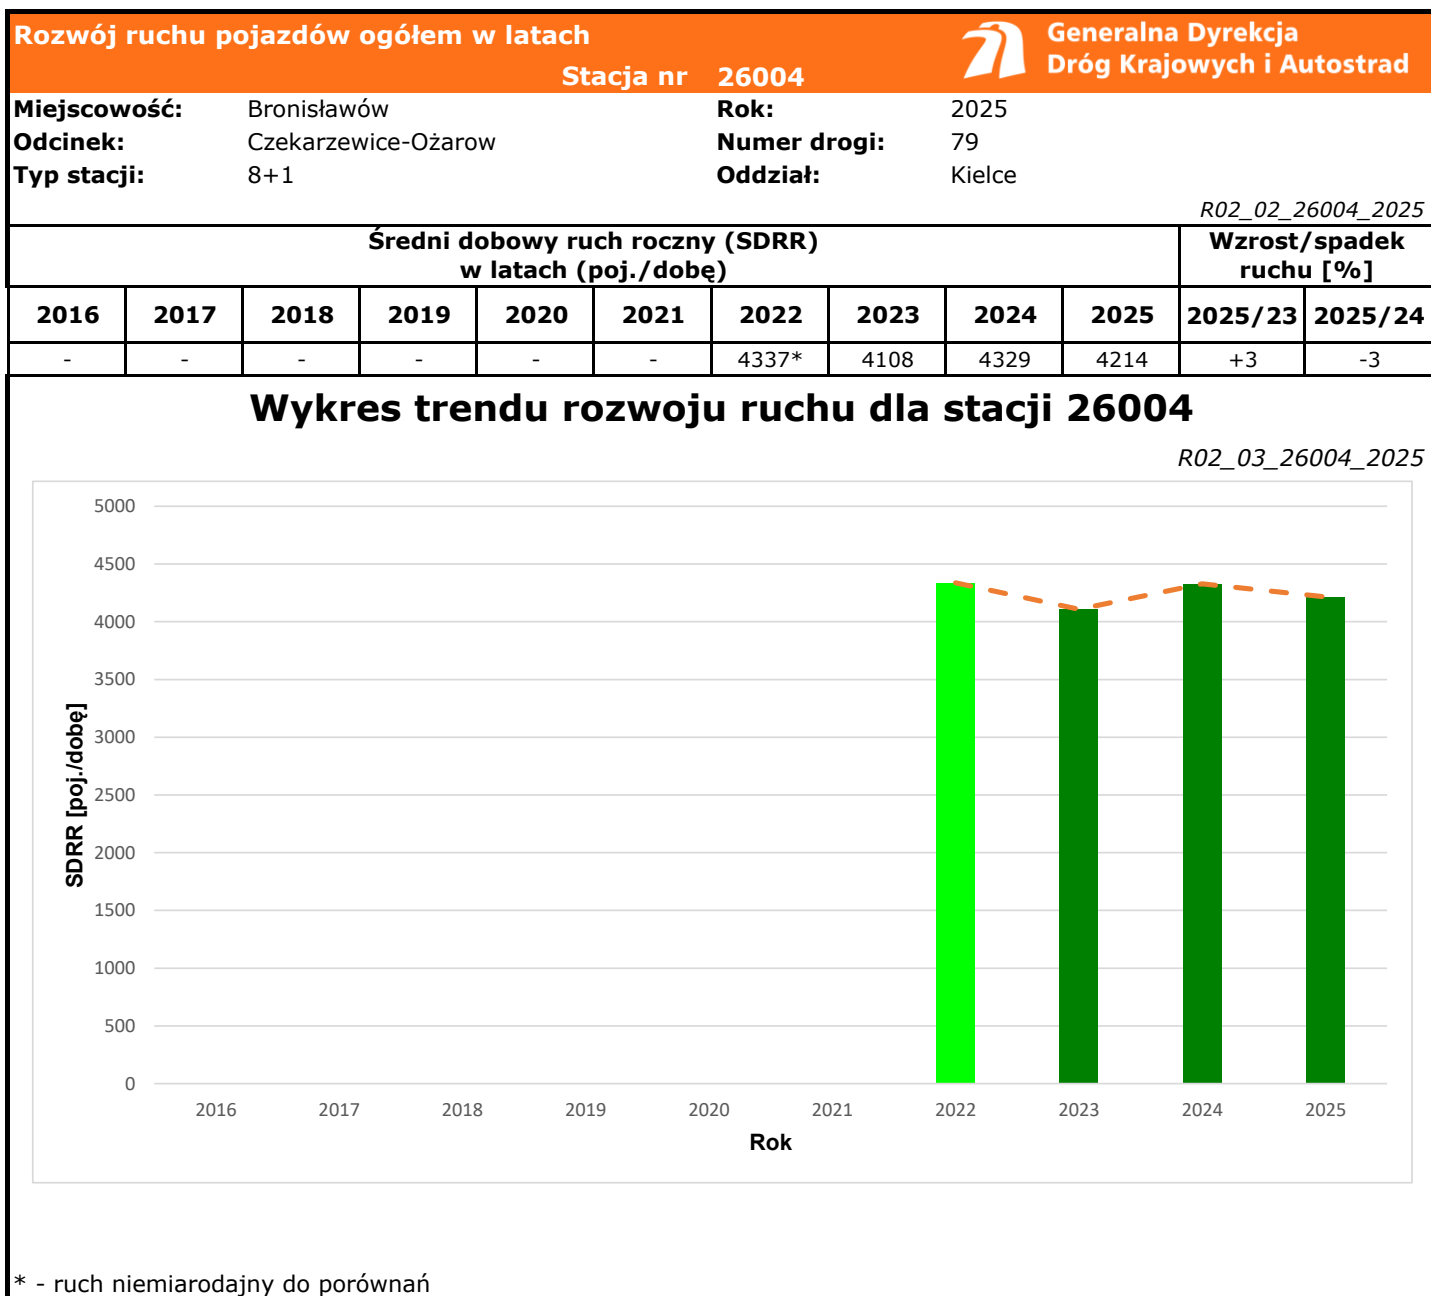 Rozwój ruchu pojazdów ogółem w latach
Generalna Dyrekcja
Dróg Krajowych i Autostrad
Stacja nr 26004
Miejscowość: Bronisławów Rok: 2025
Odcinek: Czekarzewice-Ożarow Numer drogi: 79
Typ stacji: 8+1 Oddział: Kielce
R02_02_26004_2025
Średni dobowy ruch roczny (SDRR)
w latach (poj./dobę)
Wzrost/spadek
ruchu [%]
2016 2017 2018 2019 2020 2021 2022 2023 2024 2025 2025/23 2025/24
- - - - - - 4337* 4108 4329 4214 +3 -3
Wykres trendu rozwoju ruchu dla stacji 26004
R02_03_26004_2025
5000
4500
4000
3500
3000
2500
2000
1500
1000
500
0
SDRR [poj./dobę]
2016 2017 2018 2019 2020 2021 2022 2023 2024 2025
Rok
* - ruch niemiarodajny do porównań